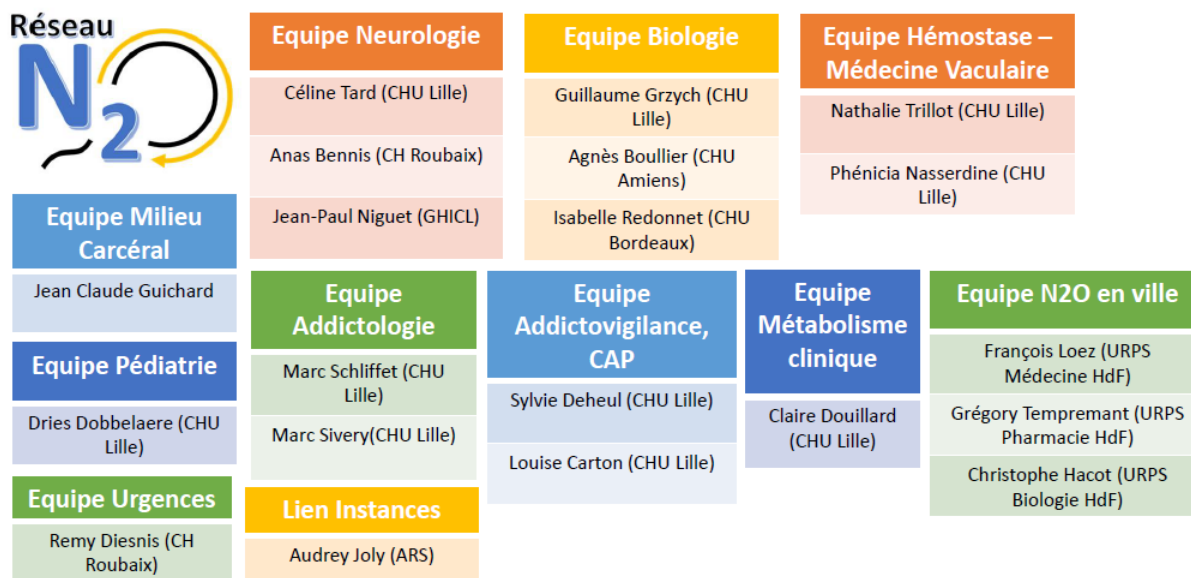 Réseau
N2O
Equipe Neurologie
Céline Tard (CHU Lille)
Anas Bennis (CH Roubaix)
Jean-Paul Niguet (GHICL)
Equipe Biologie
Guillaume Grzych (CHU
Lille)
Agnès Boullier (CHU
Amiens)
Isabelle Redonnet (CHU
Bordeaux)
Equipe Hémostase –
Médecine Vaculaire
Nathalie Trillot (CHU Lille)
Phénicia Nasserdine (CHU
Lille)
Equipe Milieu
Carcéral
Jean Claude Guichard
Equipe Pédiatrie
Dries Dobbelaere (CHU
Lille)
Equipe Urgences
Remy Diesnis (CH
Roubaix)
Equipe
Addictologie
Marc Schliffet (CHU
Lille)
Marc Sivery(CHU Lille)
Lien Instances
Audrey Joly (ARS)
Equipe
Addictovigilance,
CAP
Sylvie Deheul (CHU Lille)
Louise Carton (CHU Lille)
Equipe
Métabolisme
clinique
Claire Douillard
(CHU Lille)
Equipe N2O en ville
François Loez (URPS
Médecine HdF)
Grégory Tempremant (URPS
Pharmacie HdF)
Christophe Hacot (URPS
Biologie HdF)